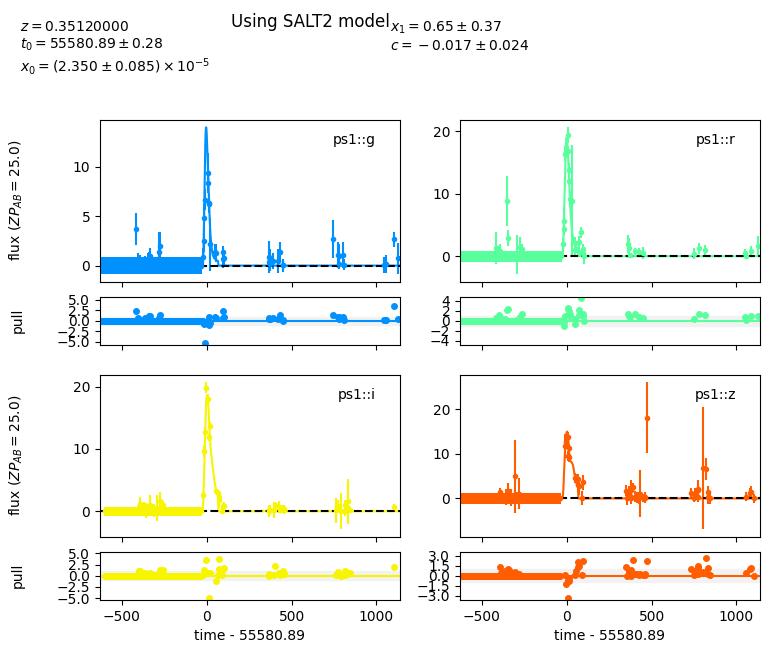 Using SALT2 model
z = 0.35120000
t₀ = 55580.89 ± 0.28
x₀ = (2.350 ± 0.085) × 10⁻⁵
x₁ = 0.65 ± 0.37
c = −0.017 ± 0.024
flux (ZP_AB = 25.0)
10
5
0
ps1::g
20
10
0
ps1::r
pull
5.0
2.5
0.0
−2.5
−5.0
4
2
0
−2
−4
flux (ZP_AB = 25.0)
20
10
0
ps1::i
20
10
0
ps1::z
pull
5.0
2.5
0.0
−2.5
−5.0
3.0
1.5
0.0
−1.5
−3.0
−500 0 500 1000
−500 0 500 1000
time - 55580.89
time - 55580.89